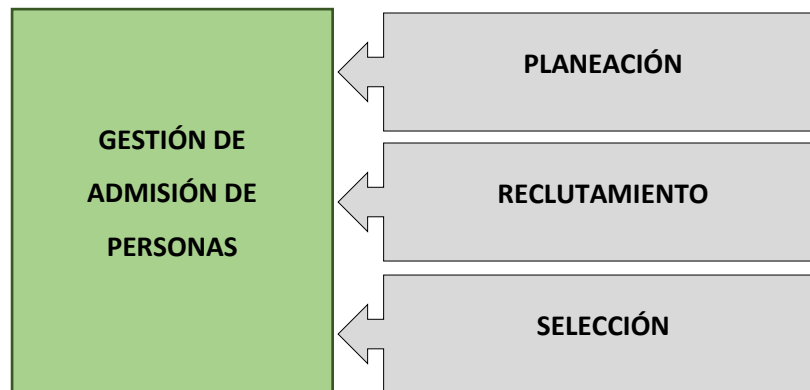 GESTIÓN DE
ADMISIÓN DE
PERSONAS
PLANEACIÓN
RECLUTAMIENTO
SELECCIÓN